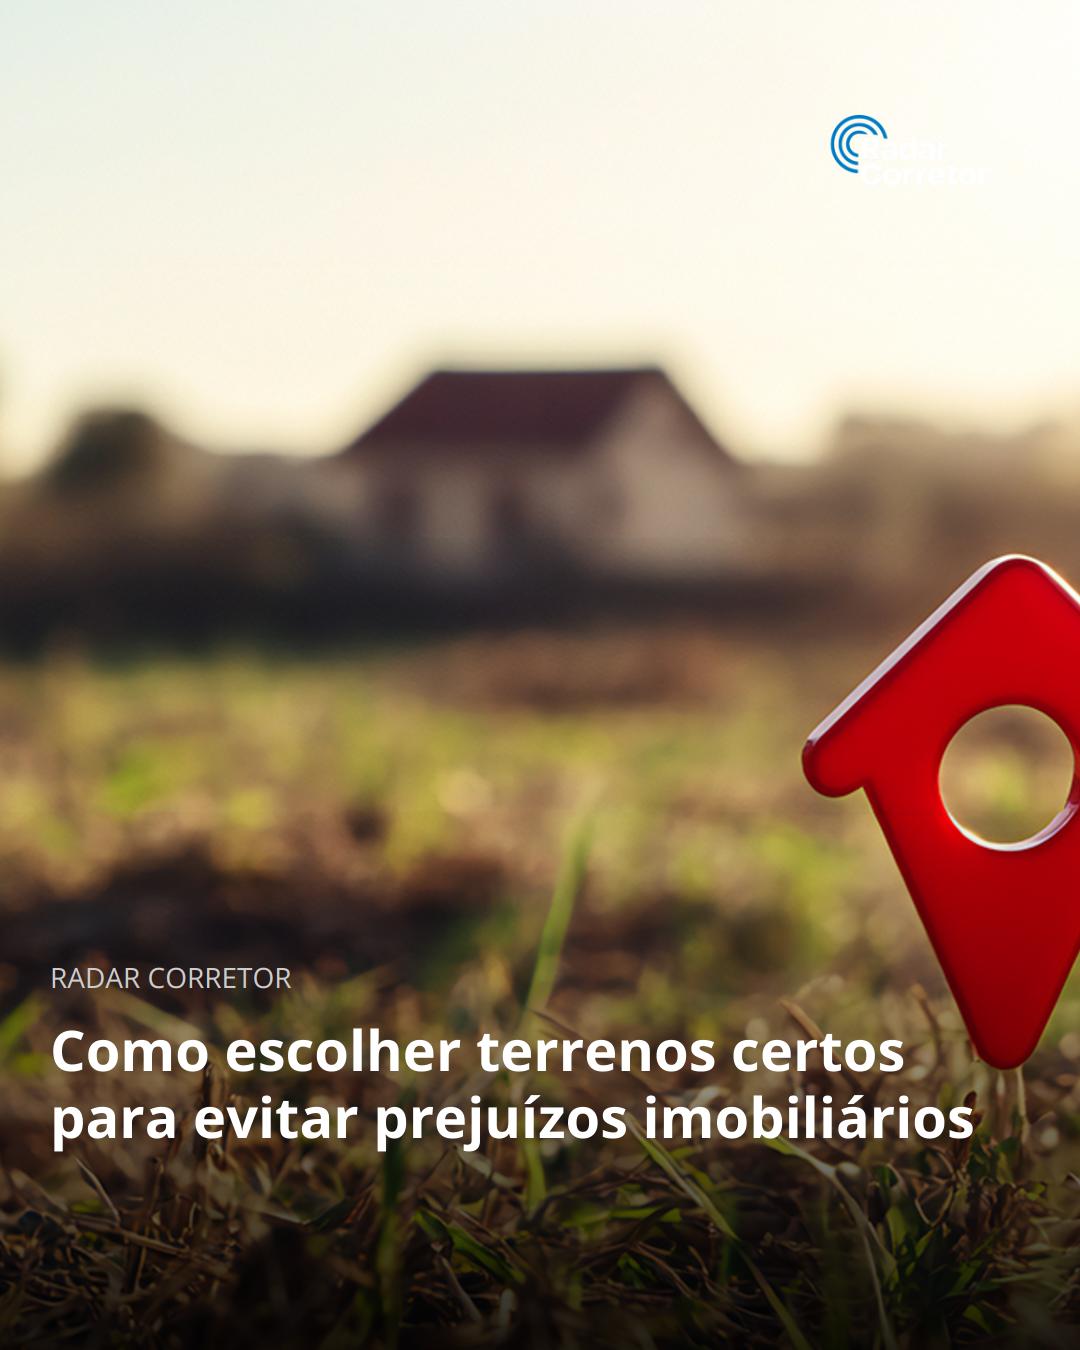 Radar
Corretor
RADAR CORRETOR
Como escolher terrenos certos
para evitar prejuízos imobiliários